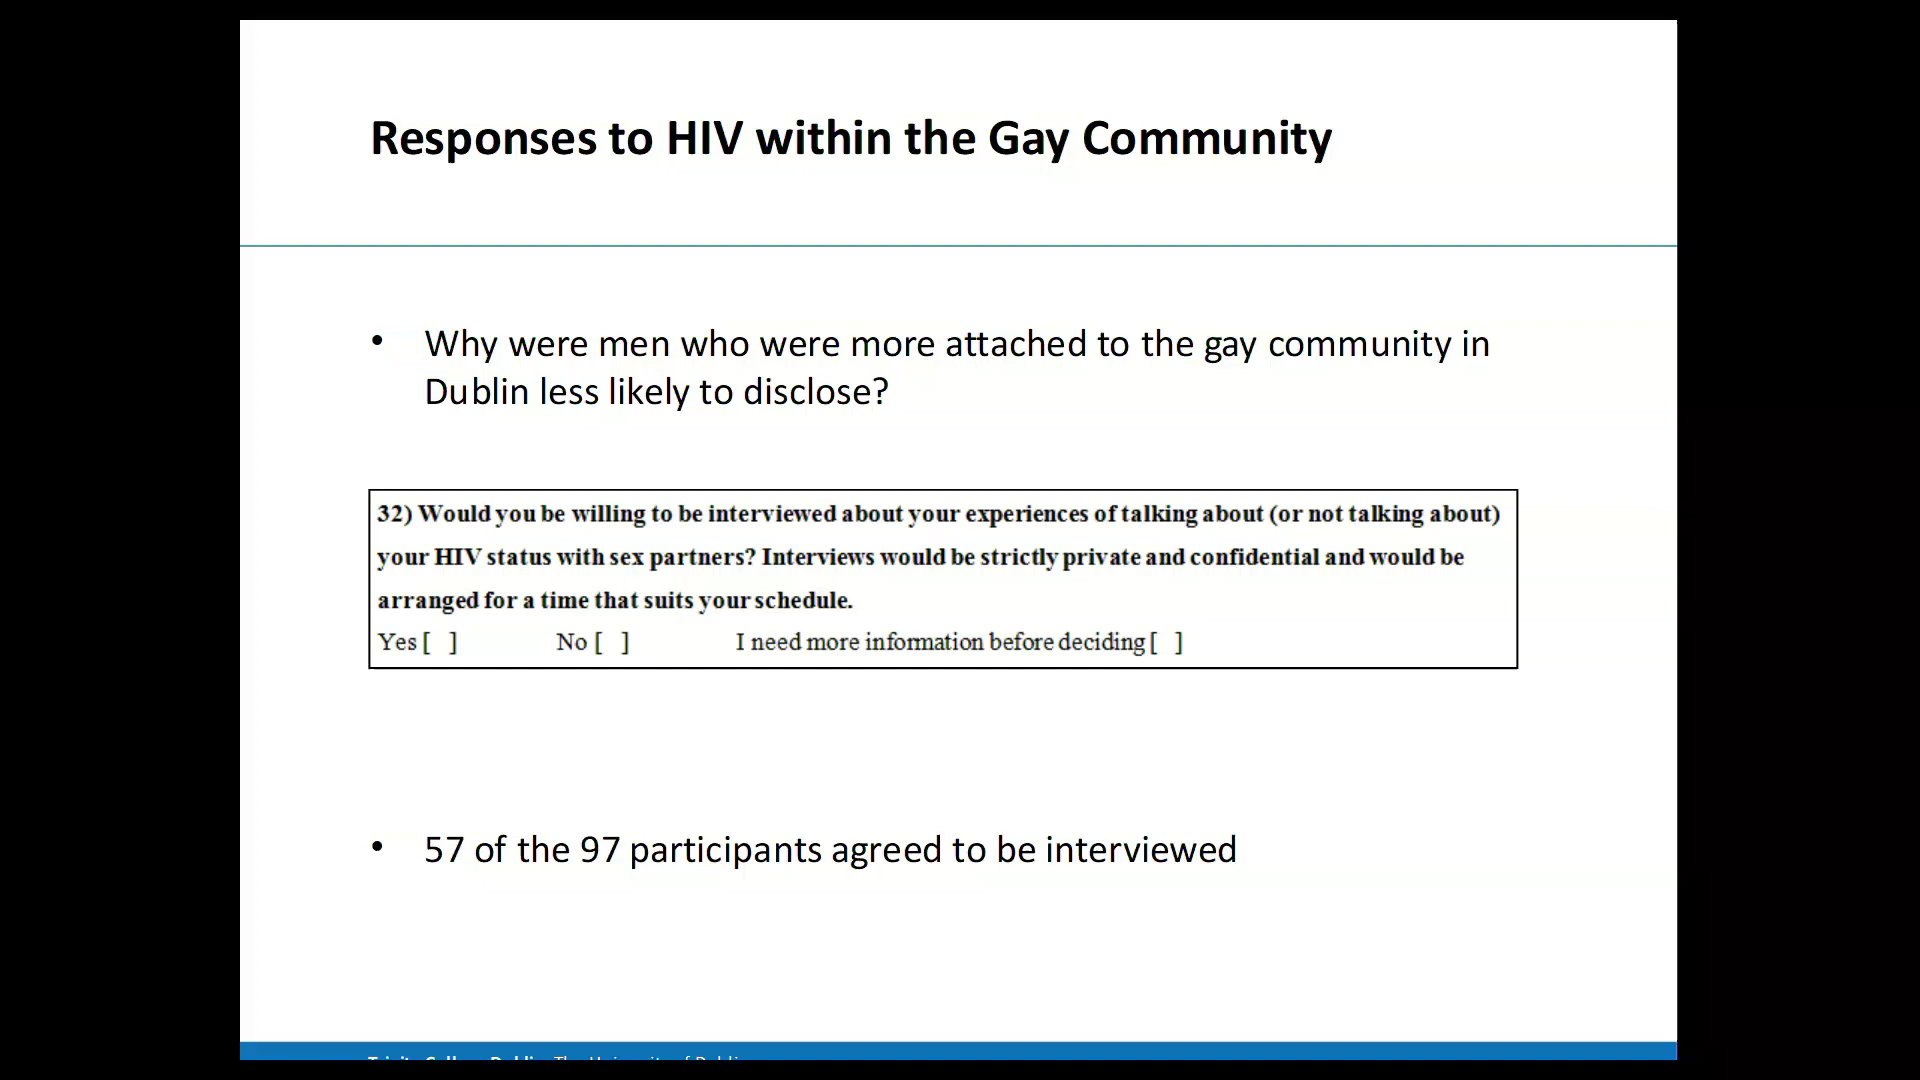 Responses to HIV within the Gay Community
• Why were men who were more attached to the gay community in
Dublin less likely to disclose?
32) Would you be willing to be interviewed about your experiences of talking about (or not talking about)
your HIV status with sex partners? Interviews would be strictly private and confidential and would be
arranged for a time that suits your schedule.
Yes [ ] No [ ] I need more information before deciding [ ]
• 57 of the 97 participants agreed to be interviewed